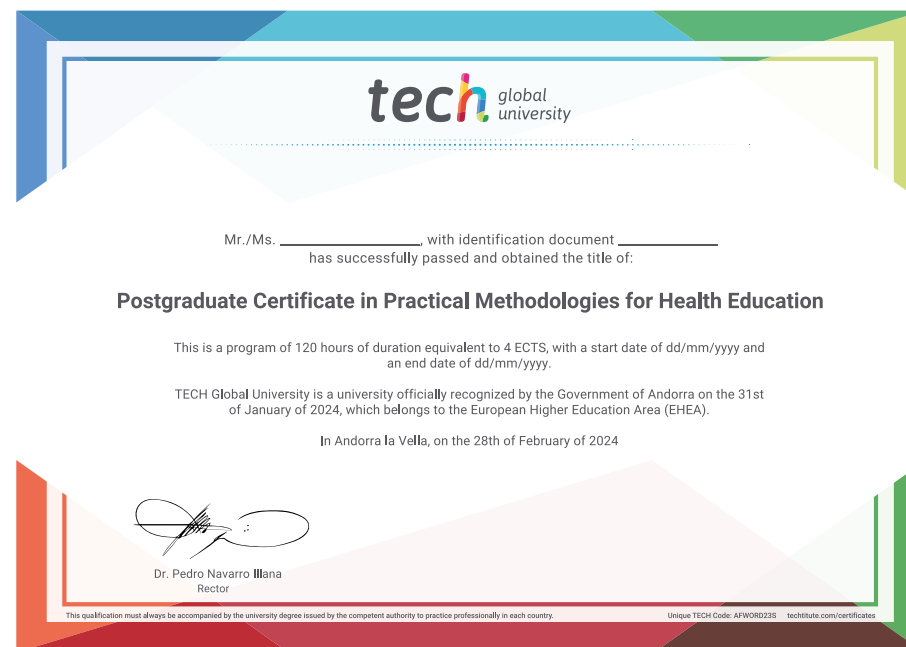 tech global university
Mr./Ms. ____________, with identification document ____________
has successfully passed and obtained the title of:
Postgraduate Certificate in Practical Methodologies for Health Education
This is a program of 120 hours of duration equivalent to 4 ECTS, with a start date of dd/mm/yyyy and
an end date of dd/mm/yyyy.
TECH Global University is a university officially recognized by the Government of Andorra on the 31st
of January of 2024, which belongs to the European Higher Education Area (EHEA).
In Andorra la Vella, on the 28th of February of 2024
Dr. Pedro Navarro Illana
Rector
This qualification must always be accompanied by the university degree issued by the competent authority to practice professionally in each country.
Unique TECH Code: AFWORD23S techtitute.com/certificates